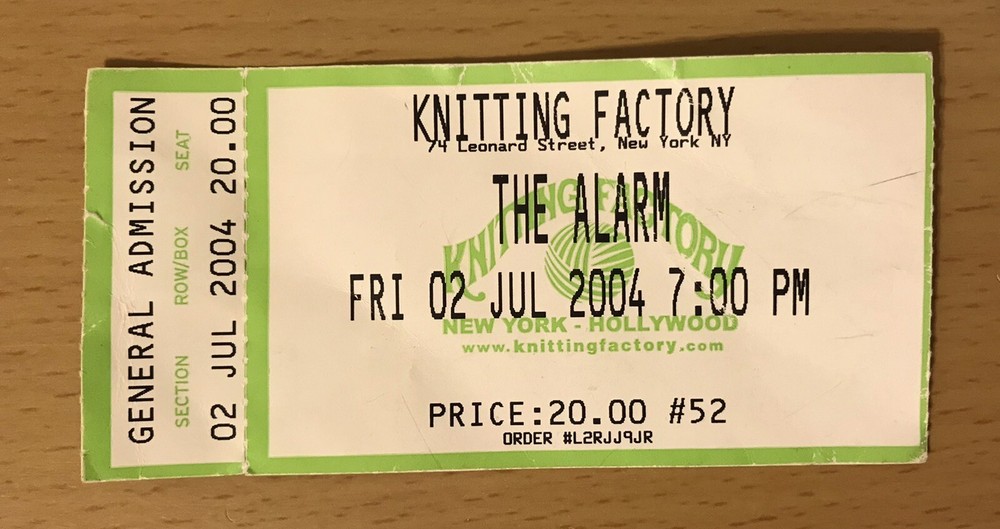 GENERAL ADMISSION
SECTION ROW/BOX SEAT
02 JUL 2004 20.00
KNITTING FACTORY
74 Leonard Street, New York NY
THE ALARM
KNITTING FACTORY
FRI 02 JUL 2004 7:00 PM
NEW YORK - HOLLYWOOD
www.knittingfactory.com
PRICE:20.00 #52
ORDER #L2RJJ9JR